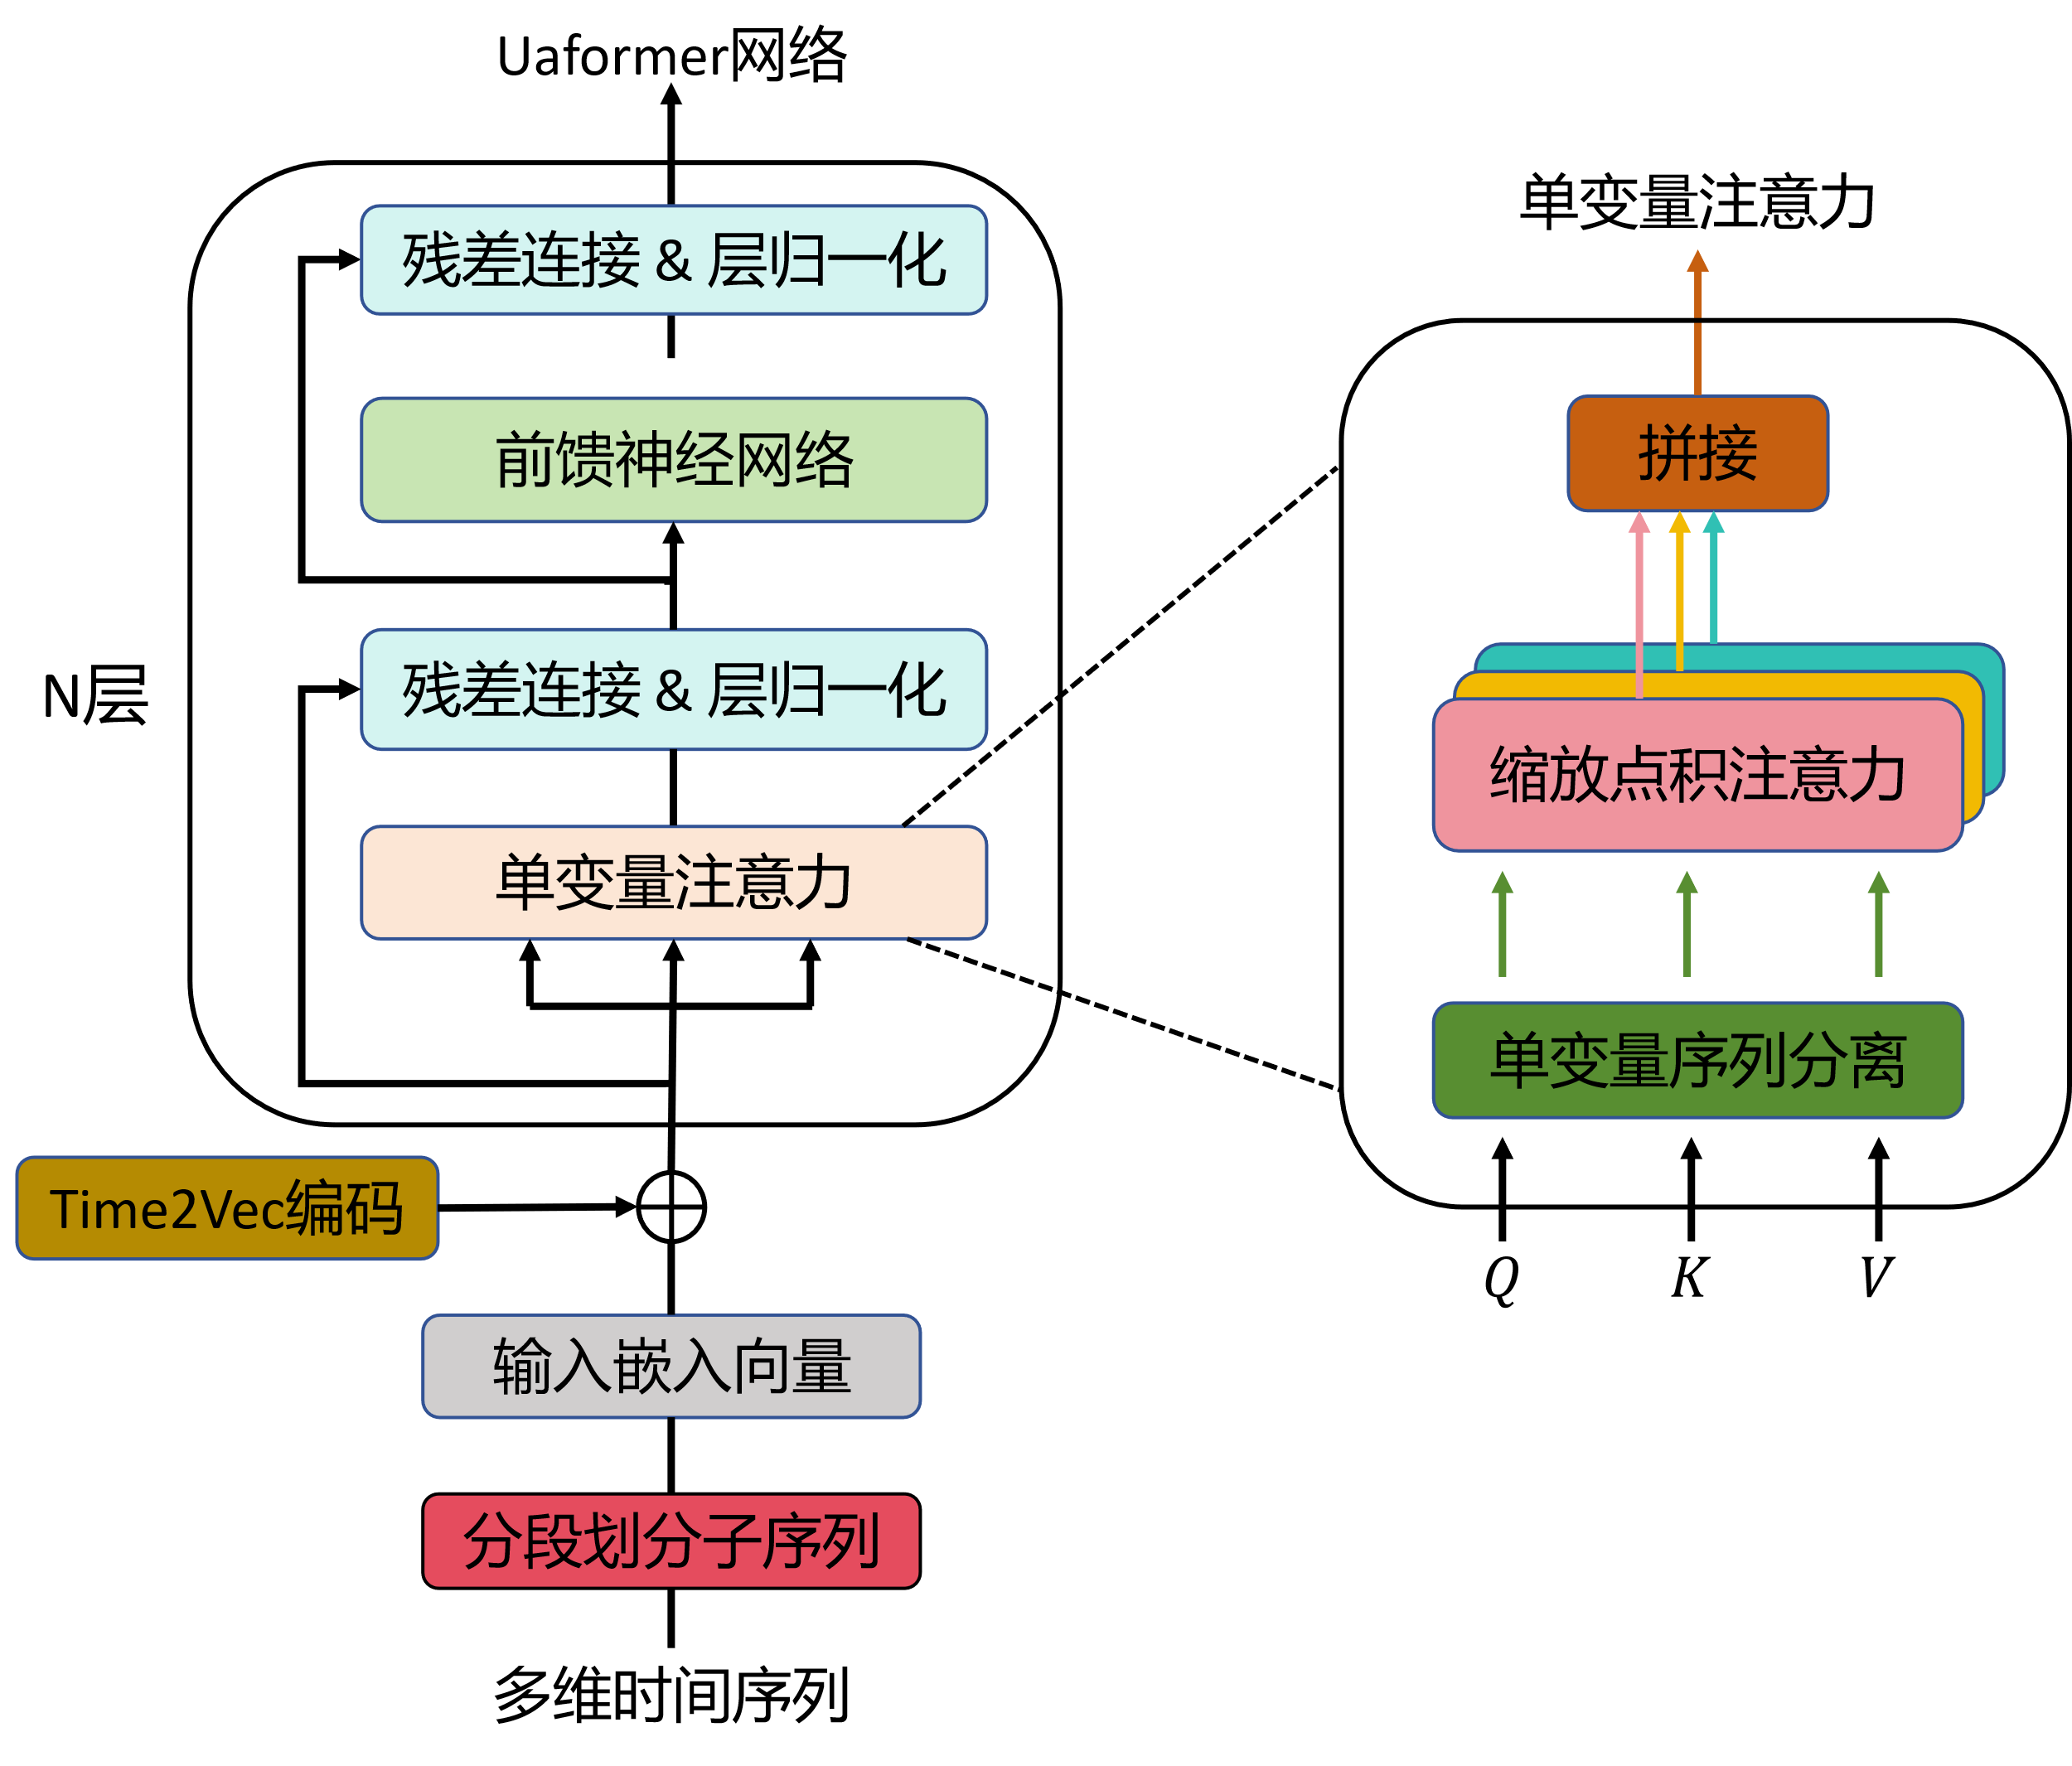 Uaformer网络
残差连接 & 层归一化
前馈神经网络
残差连接 & 层归一化
单变量注意力
N层
Time2Vec编码
输入嵌入向量
分段划分子序列
多维时间序列
单变量注意力
拼接
缩放点积注意力
单变量序列分离
Q K V